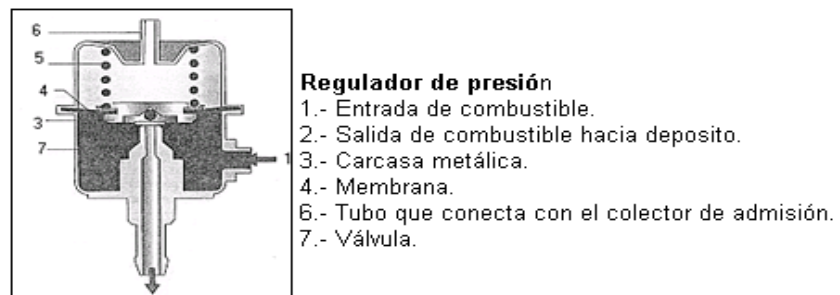 6
5
4
3
7
1
Regulador de presión
1.- Entrada de combustible.
2.- Salida de combustible hacia deposito.
3.- Carcasa metálica.
4.- Membrana.
6.- Tubo que conecta con el colector de admisión.
7.- Válvula.